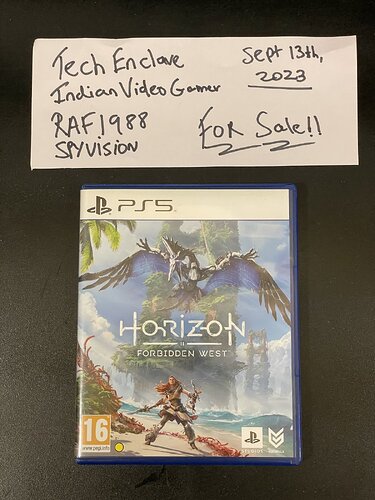 Tech Enclave
Indian Video Gamer
RAF1988
SPYVISION
Sept 13th,
2023
FOR Sale!!
PS5
HORIZON
FORBIDDEN WEST
16
www.pegi.info
STUDIOS